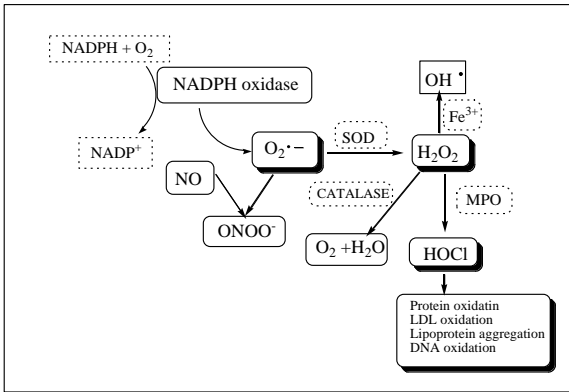 NADPH + O₂
NADPH oxidase
NADP⁺
O₂•−
SOD
H₂O₂
OH •
Fe³⁺
NO
ONOO⁻
CATALASE
O₂ +H₂O
MPO
HOCl
Protein oxidatin
LDL oxidation
Lipoprotein aggregation
DNA oxidation